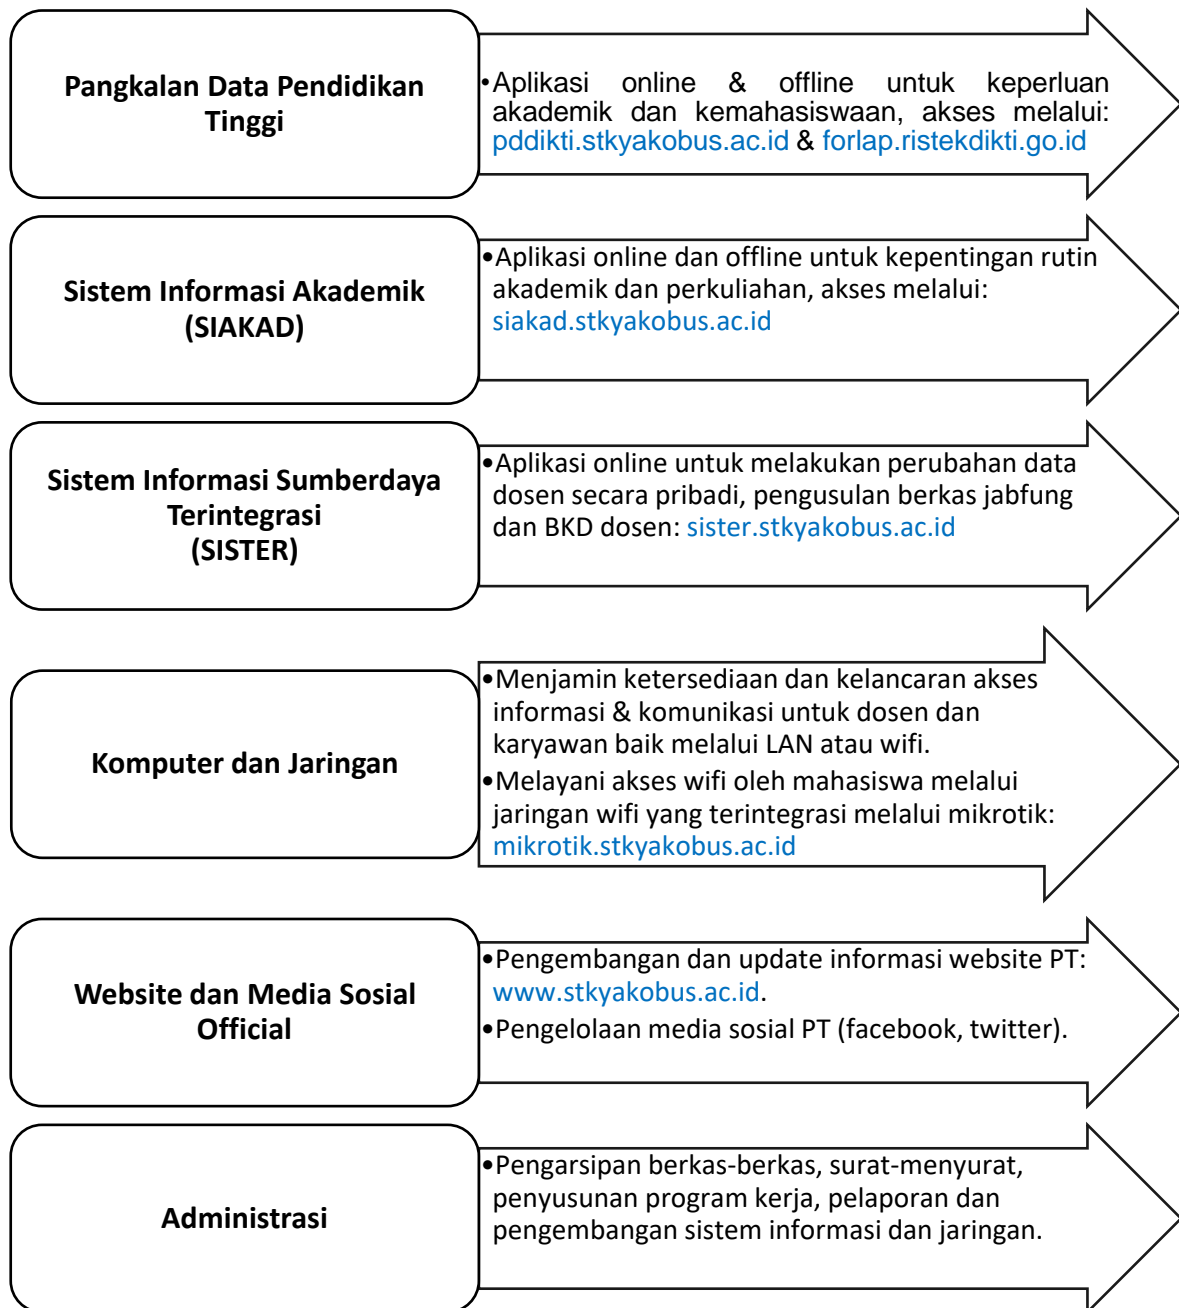 Pangkalan Data Pendidikan
Tinggi
•Aplikasi online & offline untuk keperluan
akademik dan kemahasiswaan, akses melalui:
pddikti.stkyakobus.ac.id & forlap.ristekdikti.go.id
Sistem Informasi Akademik
(SIAKAD)
•Aplikasi online dan offline untuk kepentingan rutin
akademik dan perkuliahan, akses melalui:
siakad.stkyakobus.ac.id
Sistem Informasi Sumberdaya
Terintegrasi
(SISTER)
•Aplikasi online untuk melakukan perubahan data
dosen secara pribadi, pengusulan berkas jabfung
dan BKD dosen: sister.stkyakobus.ac.id
Komputer dan Jaringan
•Menjamin ketersediaan dan kelancaran akses
informasi & komunikasi untuk dosen dan
karyawan baik melalui LAN atau wifi.
•Melayani akses wifi oleh mahasiswa melalui
jaringan wifi yang terintegrasi melalui mikrotik:
mikrotik.stkyakobus.ac.id
Website dan Media Sosial
Official
•Pengembangan dan update informasi website PT:
www.stkyakobus.ac.id.
•Pengelolaan media sosial PT (facebook, twitter).
Administrasi
•Pengarsipan berkas-berkas, surat-menyurat,
penyusunan program kerja, pelaporan dan
pengembangan sistem informasi dan jaringan.